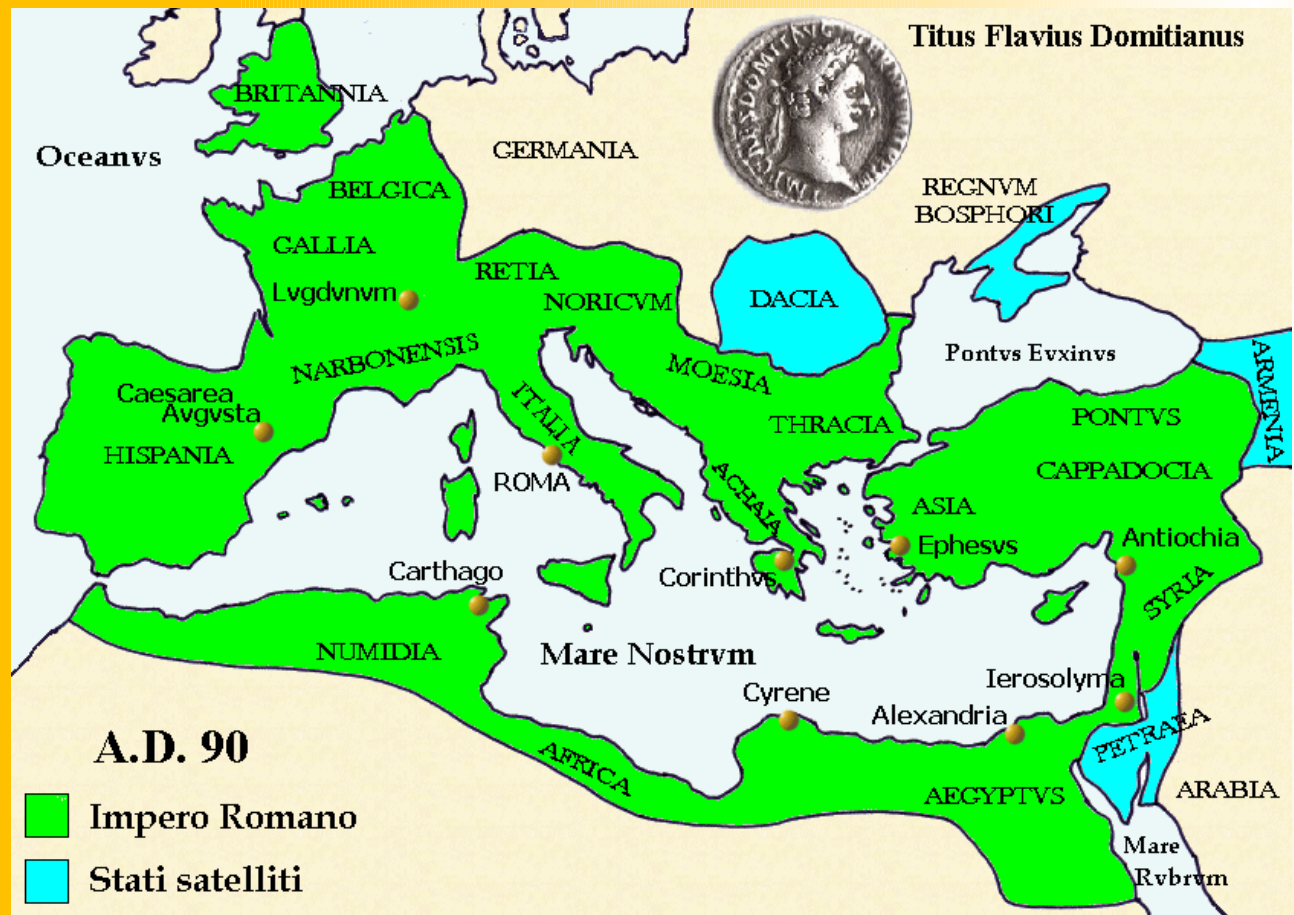 Titus Flavius Domitianus
BRITANNIA
Oceanvs
GERMANIA
BELGICA
REGNVM
BOSPHORI
GALLIA
RETIA
Lvgdvnvm
NORICVM
DACIA
NARBONENSIS
MOESIA
Pontvs Evxinvs
ARMENIA
Caesarea
Avgvsta
ITALIA
THRACIA
PONTVS
HISPANIA
ROMA
ACHAIA
CAPPADOCIA
ASIA
Ephesvs
Antiochia
Carthago
Corinthvs
SYRIA
NUMIDIA
Mare Nostrvm
Ierosolyma
Cyrene
Alexandria
PETRAEA
A.D. 90
AFRICA
AEGYPTVS
ARABIA
Impero Romano
Mare
Rvbrvm
Stati satelliti